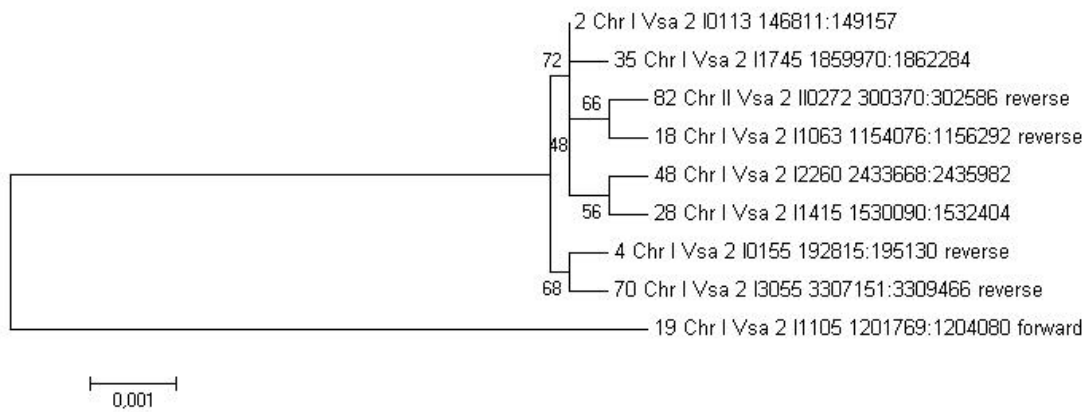 2 Chr I Vsa 2 I0113 146811:149157
72
35 Chr I Vsa 2 I1745 1859970:1862284
66
82 Chr II Vsa 2 II0272 300370:302586 reverse
48
18 Chr I Vsa 2 I1063 1154076:1156292 reverse
48 Chr I Vsa 2 I2260 2433668:2435982
56
28 Chr I Vsa 2 I1415 1530090:1532404
4 Chr I Vsa 2 I0155 192815:195130 reverse
68
70 Chr I Vsa 2 I3055 3307151:3309466 reverse
19 Chr I Vsa 2 I1105 1201769:1204080 forward
0,001